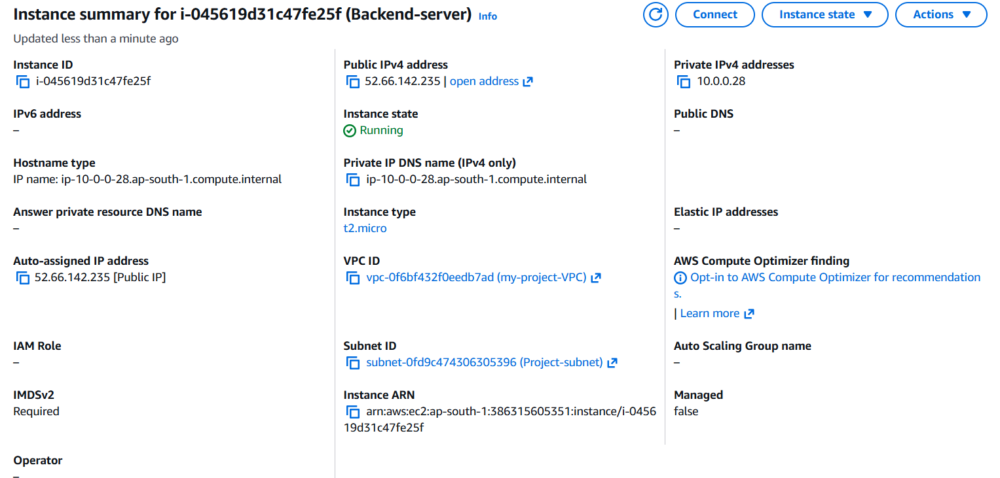 Instance summary for i-045619d31c47fe25f (Backend-server) Info
Connect
Instance state
Actions
Updated less than a minute ago
Instance ID
i-045619d31c47fe25f
Public IPv4 address
52.66.142.235 | open address
Private IPv4 addresses
10.0.0.28
IPv6 address
–
Instance state
Running
Public DNS
–
Hostname type
IP name: ip-10-0-0-28.ap-south-1.compute.internal
Private IP DNS name (IPv4 only)
ip-10-0-0-28.ap-south-1.compute.internal
Answer private resource DNS name
–
Instance type
t2.micro
Elastic IP addresses
–
Auto-assigned IP address
52.66.142.235 [Public IP]
VPC ID
vpc-0f6bf432f0eedb7ad (my-project-VPC)
AWS Compute Optimizer finding
Opt-in to AWS Compute Optimizer for recommendation
s.
| Learn more
IAM Role
–
Subnet ID
subnet-0fd9c474306305396 (Project-subnet)
Auto Scaling Group name
–
IMDSv2
Required
Instance ARN
arn:aws:ec2:ap-south-1:386315605351:instance/i-0456
19d31c47fe25f
Managed
false
Operator
–